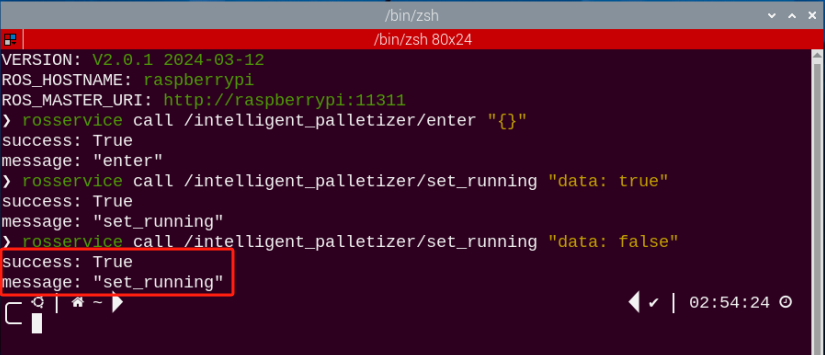 /bin/zsh
/bin/zsh 80x24
VERSION: V2.0.1 2024-03-12
ROS_HOSTNAME: raspberrypi
ROS_MASTER_URI: http://raspberrypi:11311
❯ rosservice call /intelligent_palletizer/enter "{}"
success: True
message: "enter"
❯ rosservice call /intelligent_palletizer/set_running "data: true"
success: True
message: "set_running"
❯ rosservice call /intelligent_palletizer/set_running "data: false"
success: True
message: "set_running"
~ ✔ 02:54:24